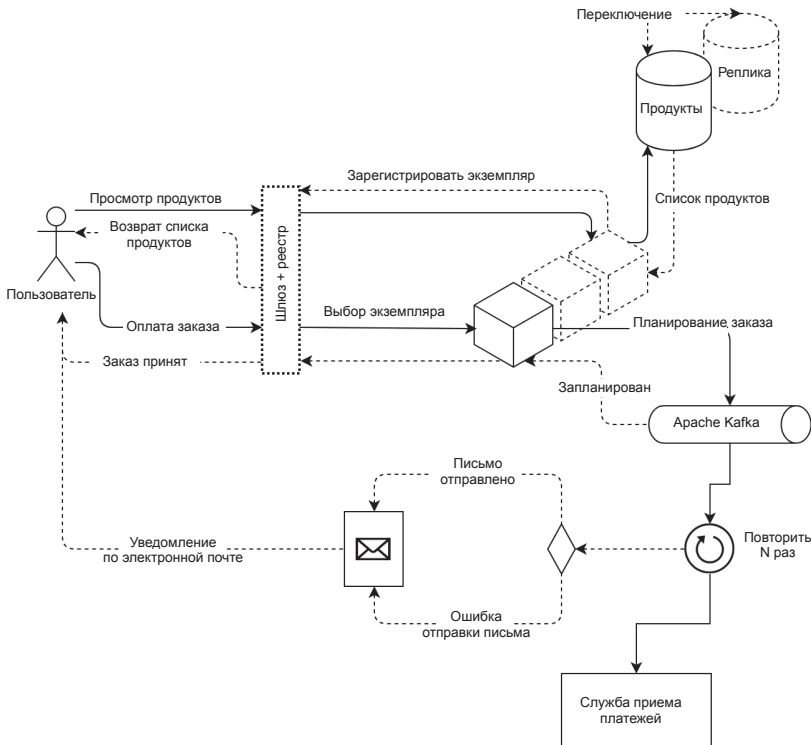 Переключение
Реплика
Продукты
Зарегистрировать экземпляр
Просмотр продуктов
Список продуктов
Возврат списка
продуктов
Шлюз + реестр
Пользователь
Выбор экземпляра
Оплата заказа
Планирование заказа
Заказ принят
Запланирован
Apache Kafka
Письмо
отправлено
Уведомление
по электронной почте
Повторить
N раз
Ошибка
отправки письма
Служба приема
платежей